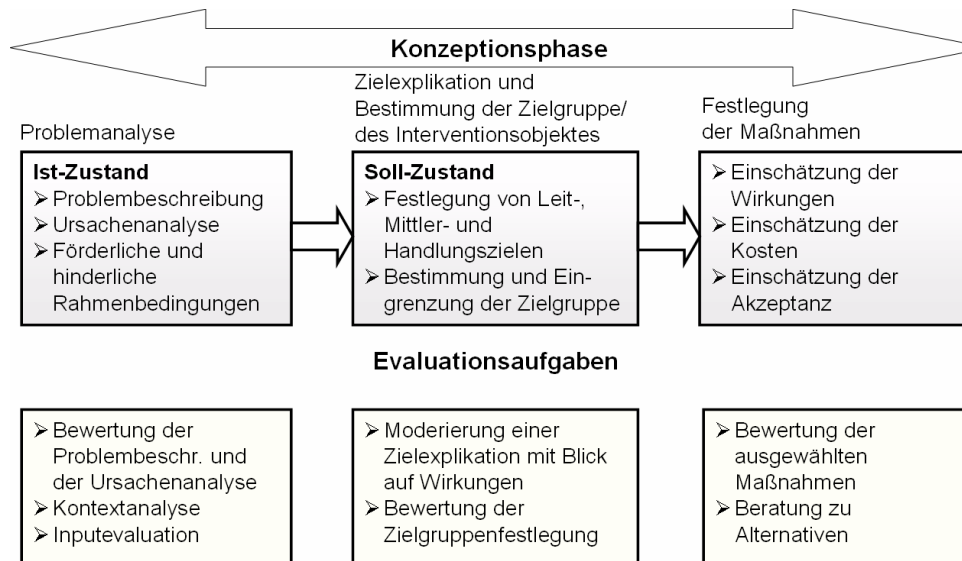 Konzeptionsphase
Problemanalyse
Zielexplikation und
Bestimmung der Zielgruppe/
des Interventionsobjektes
Festlegung
der Maßnahmen
Ist-Zustand
➢ Problembeschreibung
➢ Ursachenanalyse
➢ Förderliche und
hinderliche
Rahmenbedingungen
Soll-Zustand
➢ Festlegung von Leit-,
Mittler- und
Handlungszielen
➢ Bestimmung und Ein-
grenzung der Zielgruppe
➢ Einschätzung der
Wirkungen
➢ Einschätzung der
Kosten
➢ Einschätzung der
Akzeptanz
Evaluationsaufgaben
➢ Bewertung der
Problembeschr. und
der Ursachenanalyse
➢ Kontextanalyse
➢ Inputevaluation
➢ Moderierung einer
Zielexplikation mit Blick
auf Wirkungen
➢ Bewertung der
Zielgruppenfestlegung
➢ Bewertung der
ausgewählten
Maßnahmen
➢ Beratung zu
Alternativen